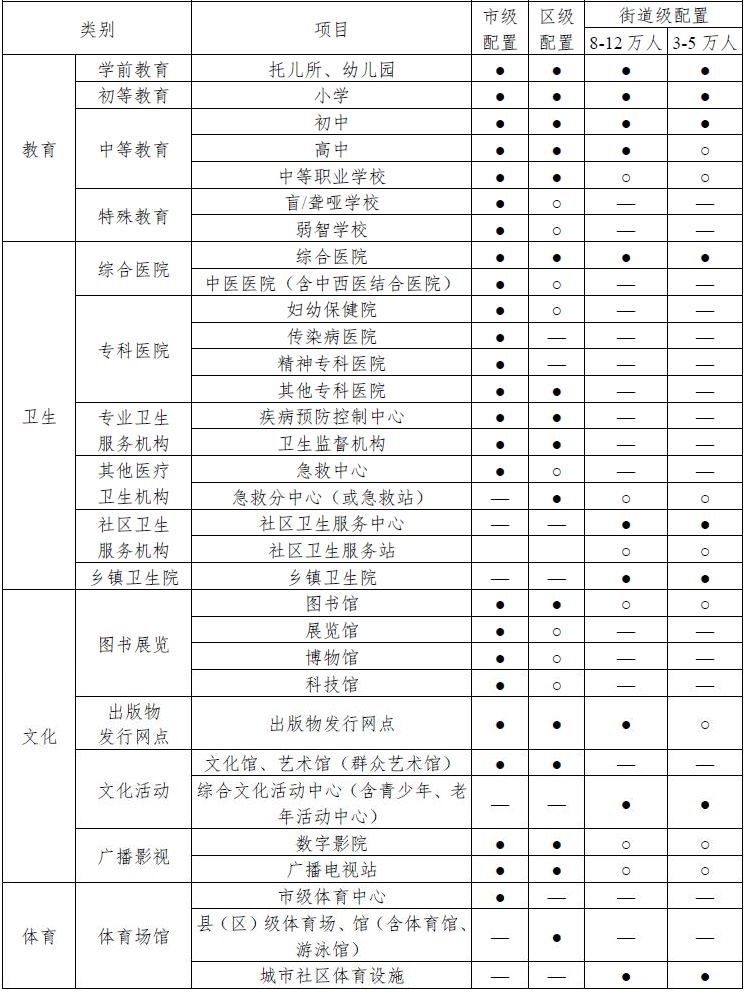 类别 项目 市级配置 区级配置 街道级配置
8-12 万人 3-5 万人
教育 学前教育 托儿所、幼儿园 ● ● ● ●
初等教育 小学 ● ● ● ●
中等教育 初中 ● ● ● ●
高中 ● ● ● ○
中等职业学校 ● ● ○ ○
特殊教育 盲/聋哑学校 ● ○ — —
弱智学校 ● ○ — —
卫生 综合医院 综合医院 ● ● ● ●
中医医院（含中西医结合医院） ● ○ — —
专科医院 妇幼保健院 ● ○ — —
传染病医院 ● — — —
精神专科医院 ● — — —
其他专科医院 ● ● — —
专业卫生服务机构 疾病预防控制中心 ● ● — —
卫生监督机构 ● ● — —
其他医疗卫生机构 急救中心 ● ○ — —
急救分中心（或急救站） — ● ○ ○
社区卫生服务机构 社区卫生服务中心 — — ● ●
社区卫生服务站 ○ ○
乡镇卫生院 乡镇卫生院 — — ● ●
文化 图书展览 图书馆 ● ● ○ ○
展览馆 ● ○ — —
博物馆 ● ○ — —
科技馆 ● ○ — —
出版物发行网点 出版物发行网点 ● ● ● ○
文化活动 文化馆、艺术馆（群众艺术馆） ● ● — —
综合文化活动中心（含青少年、老年活动中心） — — ● ●
广播影视 数字影院 ● ● ○ ○
广播电视站 ● ● ○ ○
体育 体育场馆 市级体育中心 ● — — —
县（区）级体育场、馆（含体育馆、游泳馆） — ● — —
城市社区体育设施 — — ● ●